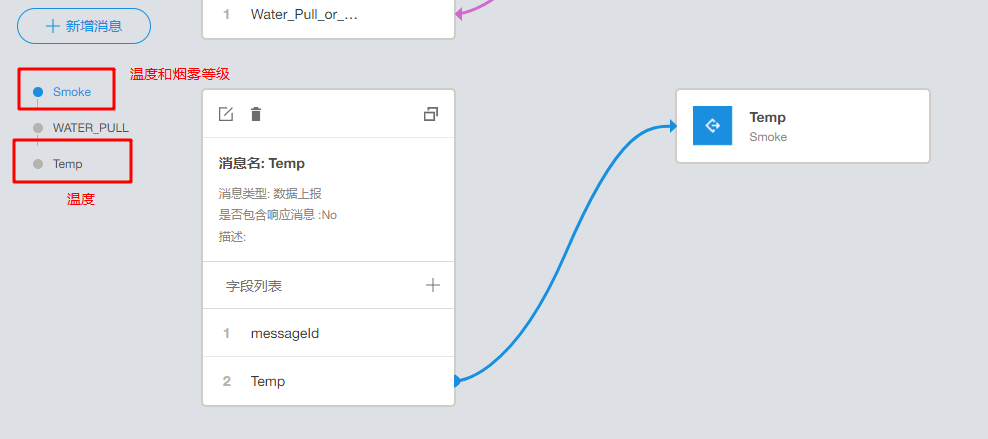 新增消息
1 Water_Pull_or_...
温度和烟雾等级
Smoke
WATER_PULL
Temp
温度
消息名: Temp
消息类型: 数据上报
是否包含响应消息 :No
描述:
字段列表
1 messageId
2 Temp
Temp
Smoke